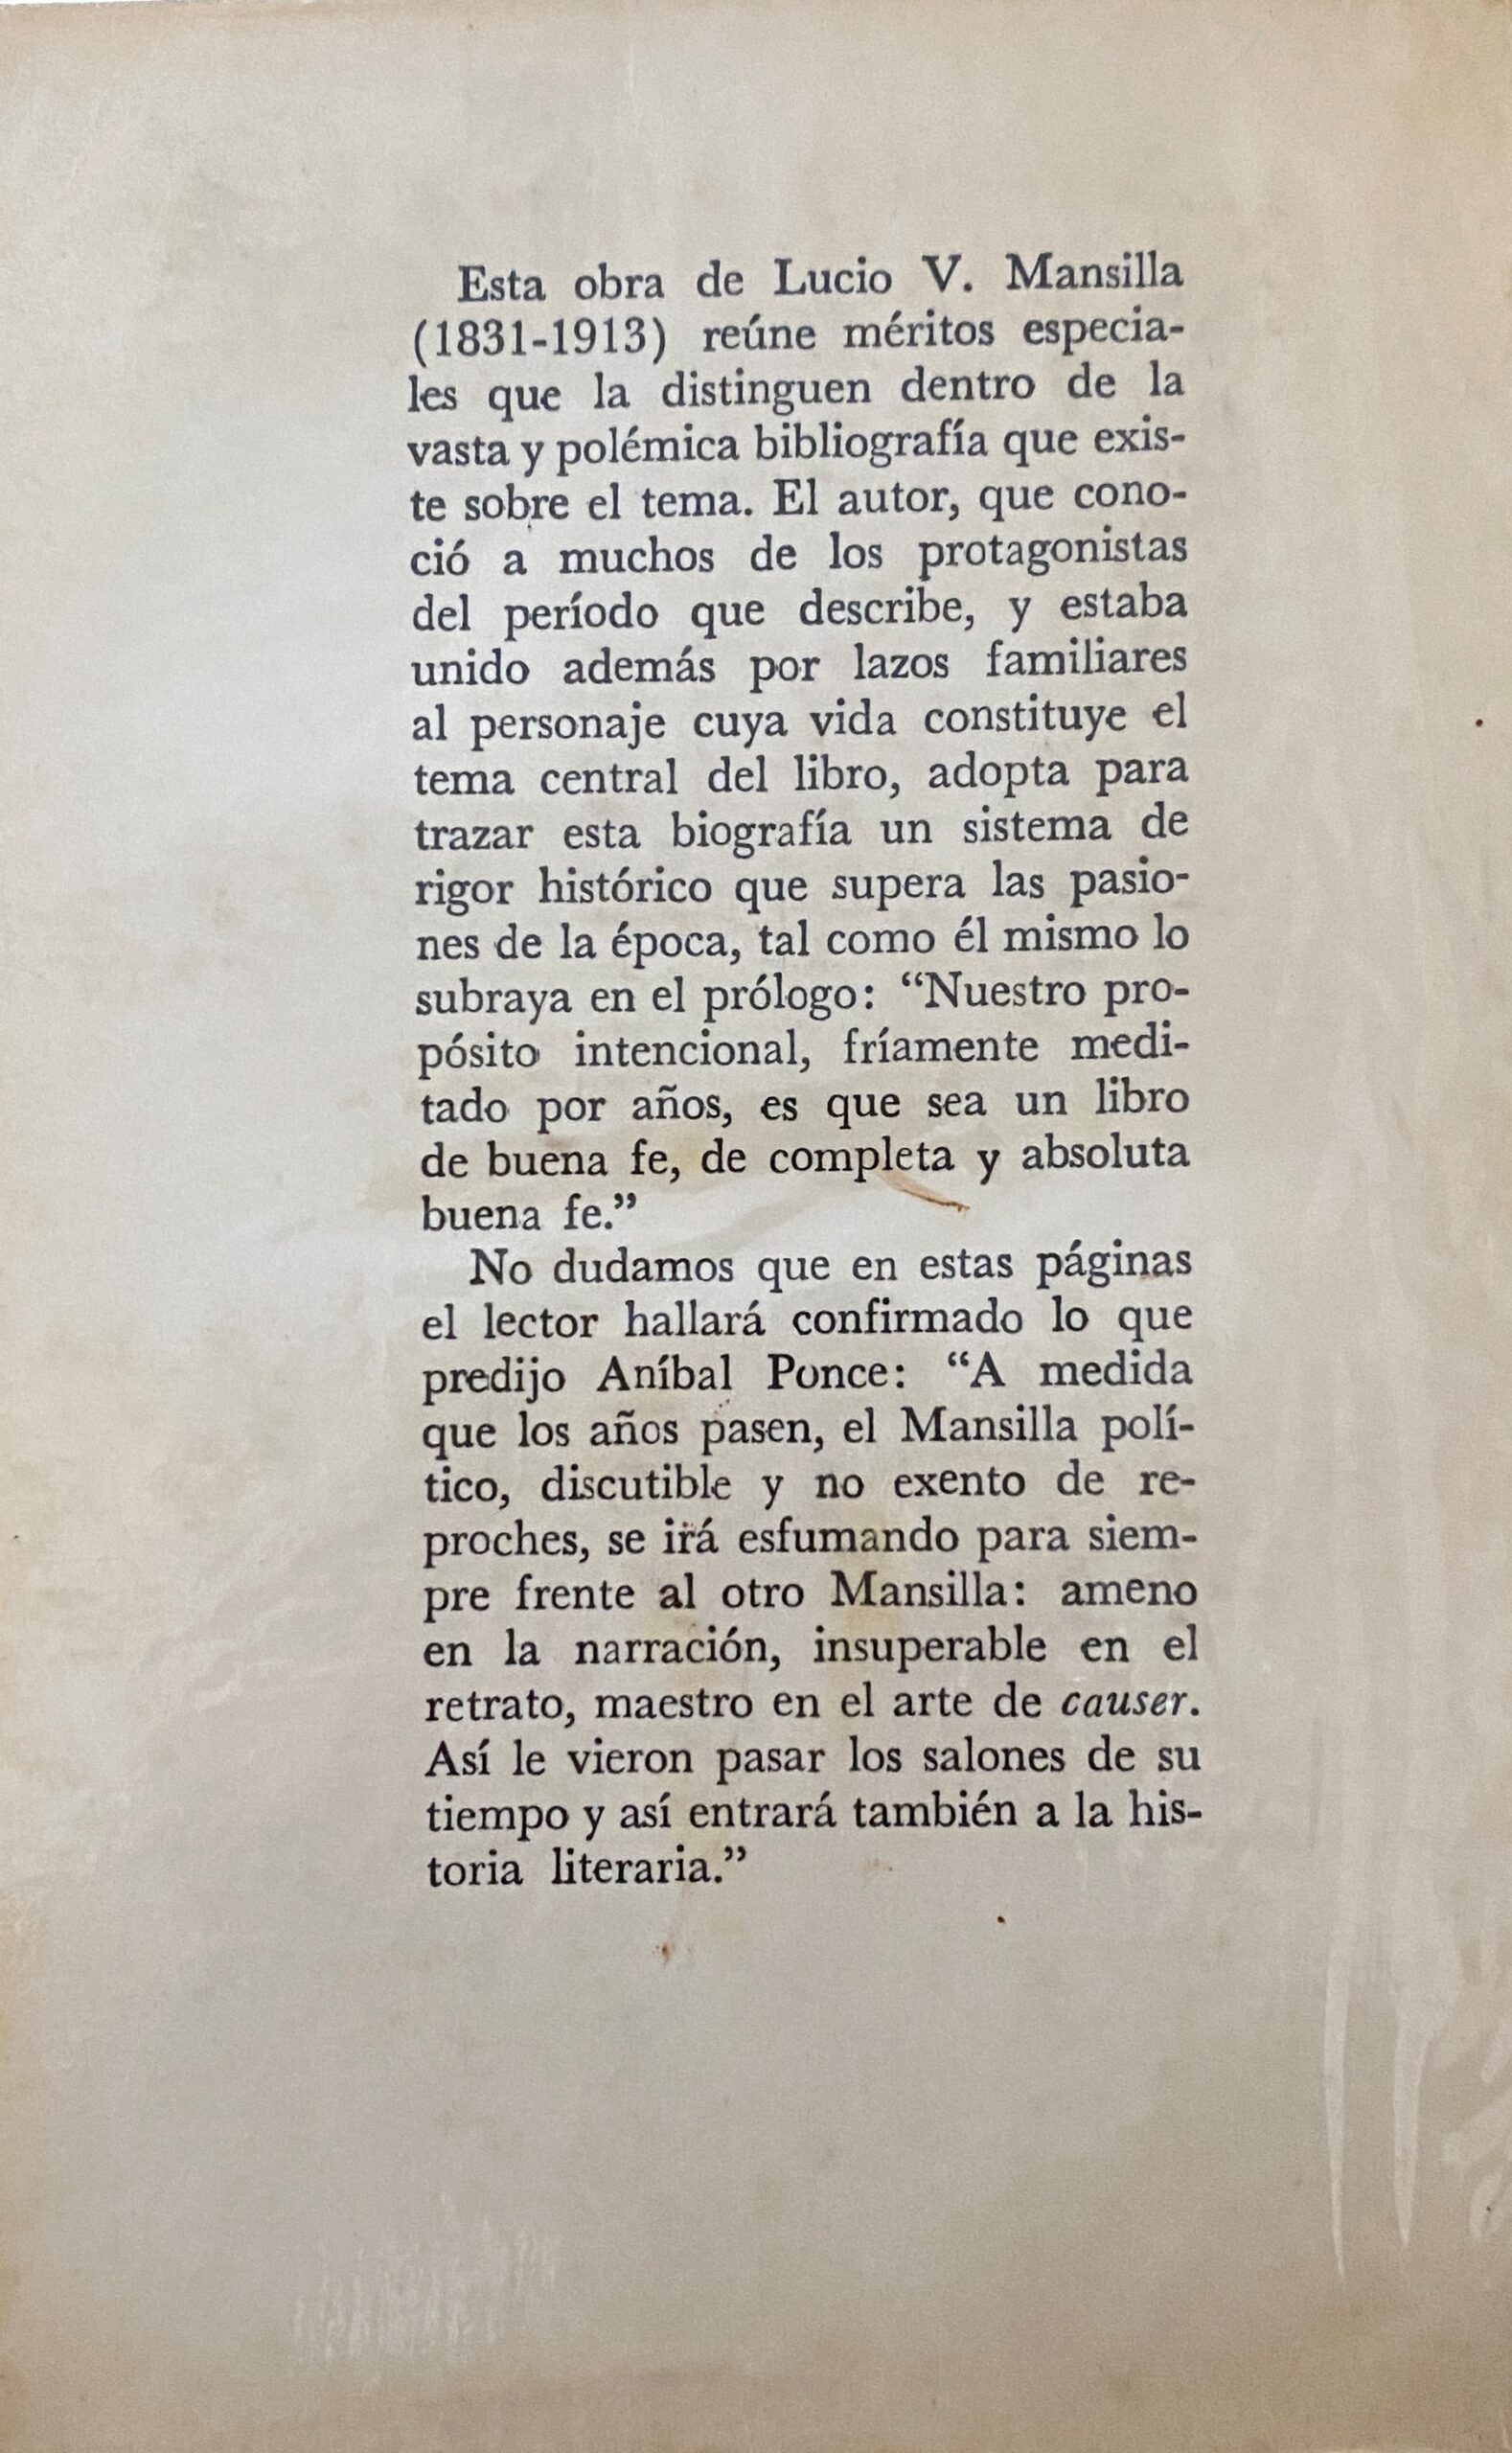 Esta obra de Lucio V. Mansilla
(1831-1913) reúne méritos especia-
les que la distinguen dentro de la
vasta y polémica bibliografía que exis-
te sobre el tema. El autor, que cono-
ció a muchos de los protagonistas
del período que describe, y estaba
unido además por lazos familiares
al personaje cuya vida constituye el
tema central del libro, adopta para
trazar esta biografía un sistema de
rigor histórico que supera las pasio-
nes de la época, tal como él mismo lo
subraya en el prólogo: “Nuestro pro-
pósito intencional, fríamente medi-
tado por años, es que sea un libro
de buena fe, de completa y absoluta
buena fe.”
No dudamos que en estas páginas
el lector hallará confirmado lo que
predijo Aníbal Ponce: “A medida
que los años pasen, el Mansilla polí-
tico, discutible y no exento de re-
proches, se irá esfumando para siem-
pre frente al otro Mansilla: ameno
en la narración, insuperable en el
retrato, maestro en el arte de causer.
Así le vieron pasar los salones de su
tiempo y así entrará también a la his-
toria literaria.”